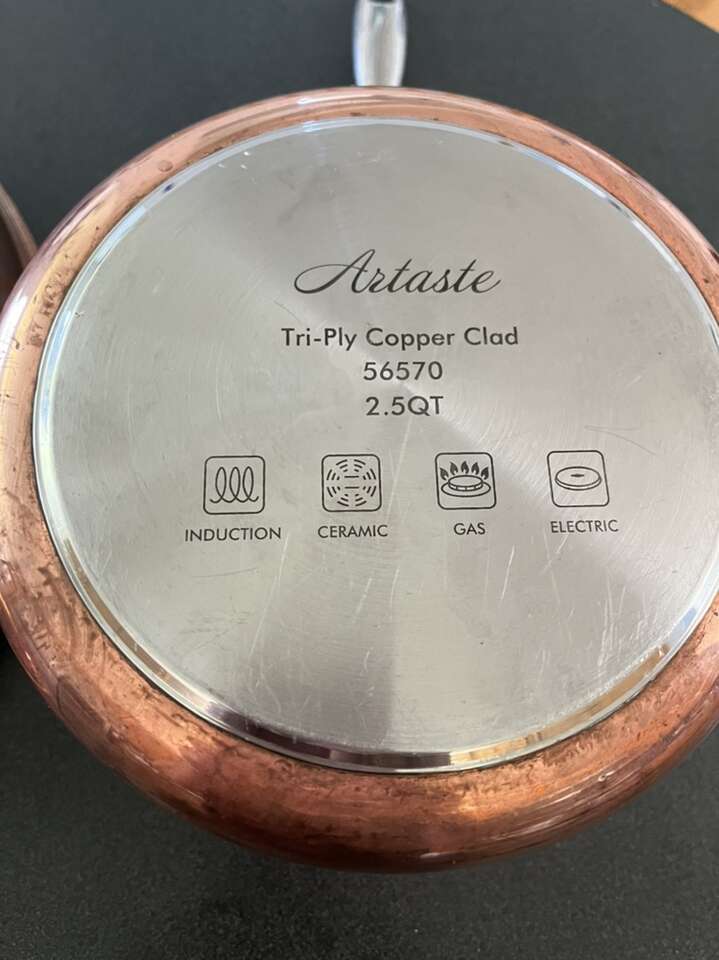 Artaste
Tri-Ply Copper Clad
56570
2.5QT
INDUCTION CERAMIC GAS ELECTRIC